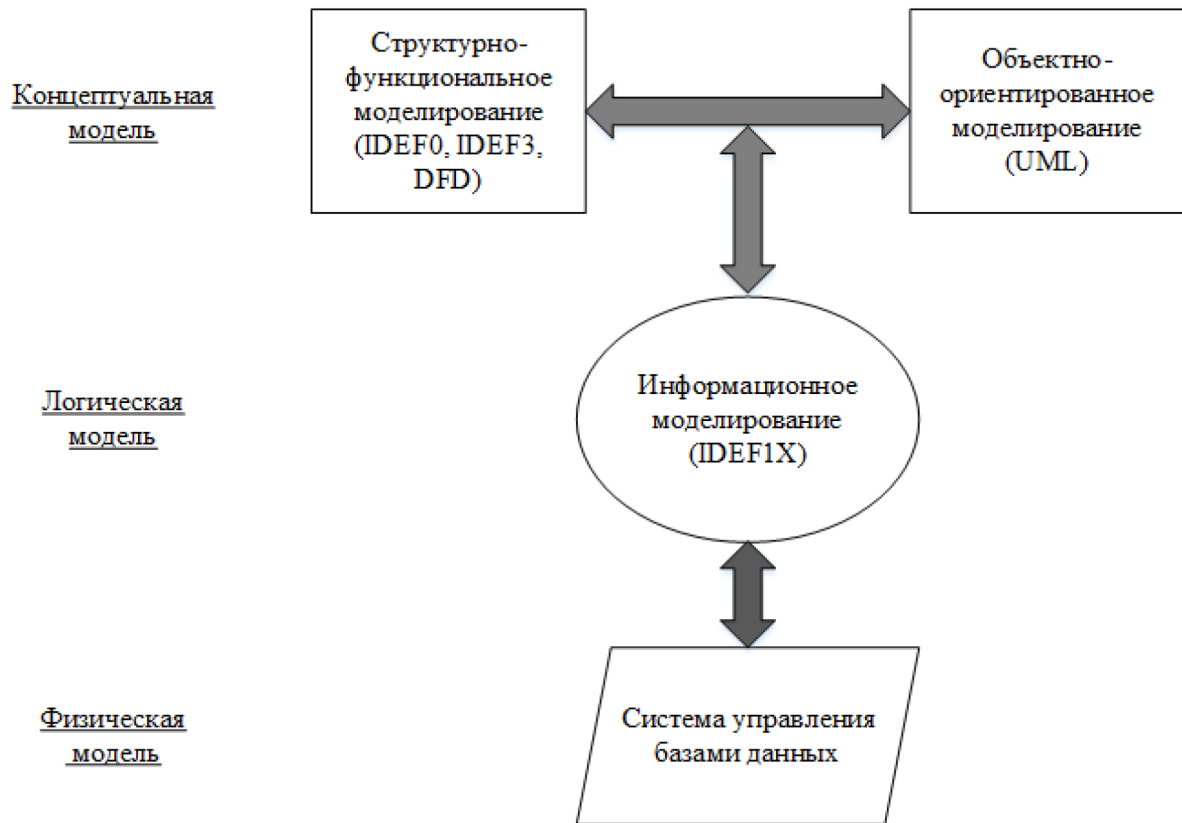 Концептуальная
модель
Структурно-
функциональное
моделирование
(IDEF0, IDEF3,
DFD)
Объектно-
ориентированное
моделирование
(UML)
Логическая
модель
Информационное
моделирование
(IDEF1X)
Физическая
модель
Система управления
базами данных